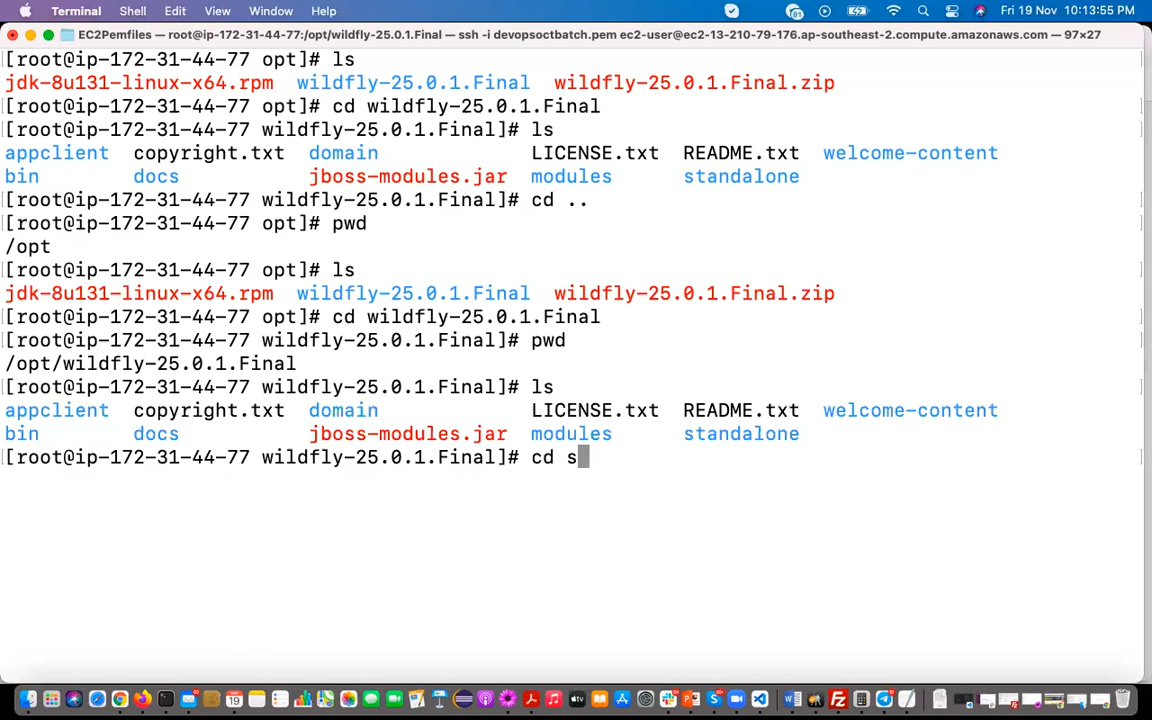 Terminal Shell Edit View Window Help Fri 19 Nov 10:13:55 PM
EC2Pemfiles — root@ip-172-31-44-77:/opt/wildfly-25.0.1.Final — ssh -i devopsoctbatch.pem ec2-user@ec2-13-210-79-176.ap-southeast-2.compute.amazonaws.com — 97×27
[root@ip-172-31-44-77 opt]# ls
jdk-8u131-linux-x64.rpm wildfly-25.0.1.Final wildfly-25.0.1.Final.zip
[root@ip-172-31-44-77 opt]# cd wildfly-25.0.1.Final
[root@ip-172-31-44-77 wildfly-25.0.1.Final]# ls
appclient copyright.txt domain LICENSE.txt README.txt welcome-content
bin docs jboss-modules.jar modules standalone
[root@ip-172-31-44-77 wildfly-25.0.1.Final]# cd ..
[root@ip-172-31-44-77 opt]# pwd
/opt
[root@ip-172-31-44-77 opt]# ls
jdk-8u131-linux-x64.rpm wildfly-25.0.1.Final wildfly-25.0.1.Final.zip
[root@ip-172-31-44-77 opt]# cd wildfly-25.0.1.Final
[root@ip-172-31-44-77 wildfly-25.0.1.Final]# pwd
/opt/wildfly-25.0.1.Final
[root@ip-172-31-44-77 wildfly-25.0.1.Final]# ls
appclient copyright.txt domain LICENSE.txt README.txt welcome-content
bin docs jboss-modules.jar modules standalone
[root@ip-172-31-44-77 wildfly-25.0.1.Final]# cd s